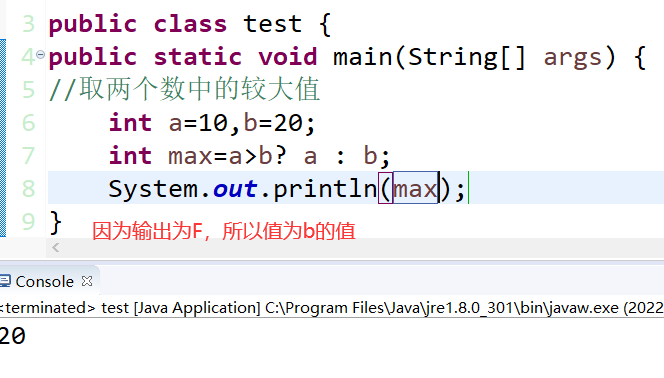 3 public class test {
4 public static void main(String[] args) {
5 //取两个数中的较大值
6 int a=10,b=20;
7 int max=a>b? a : b;
8 System.out.println(max);
9 }
因为输出为F，所以值为b的值
Console
<terminated> test [Java Application] C:\Program Files\Java\jre1.8.0_301\bin\javaw.exe (2022
20